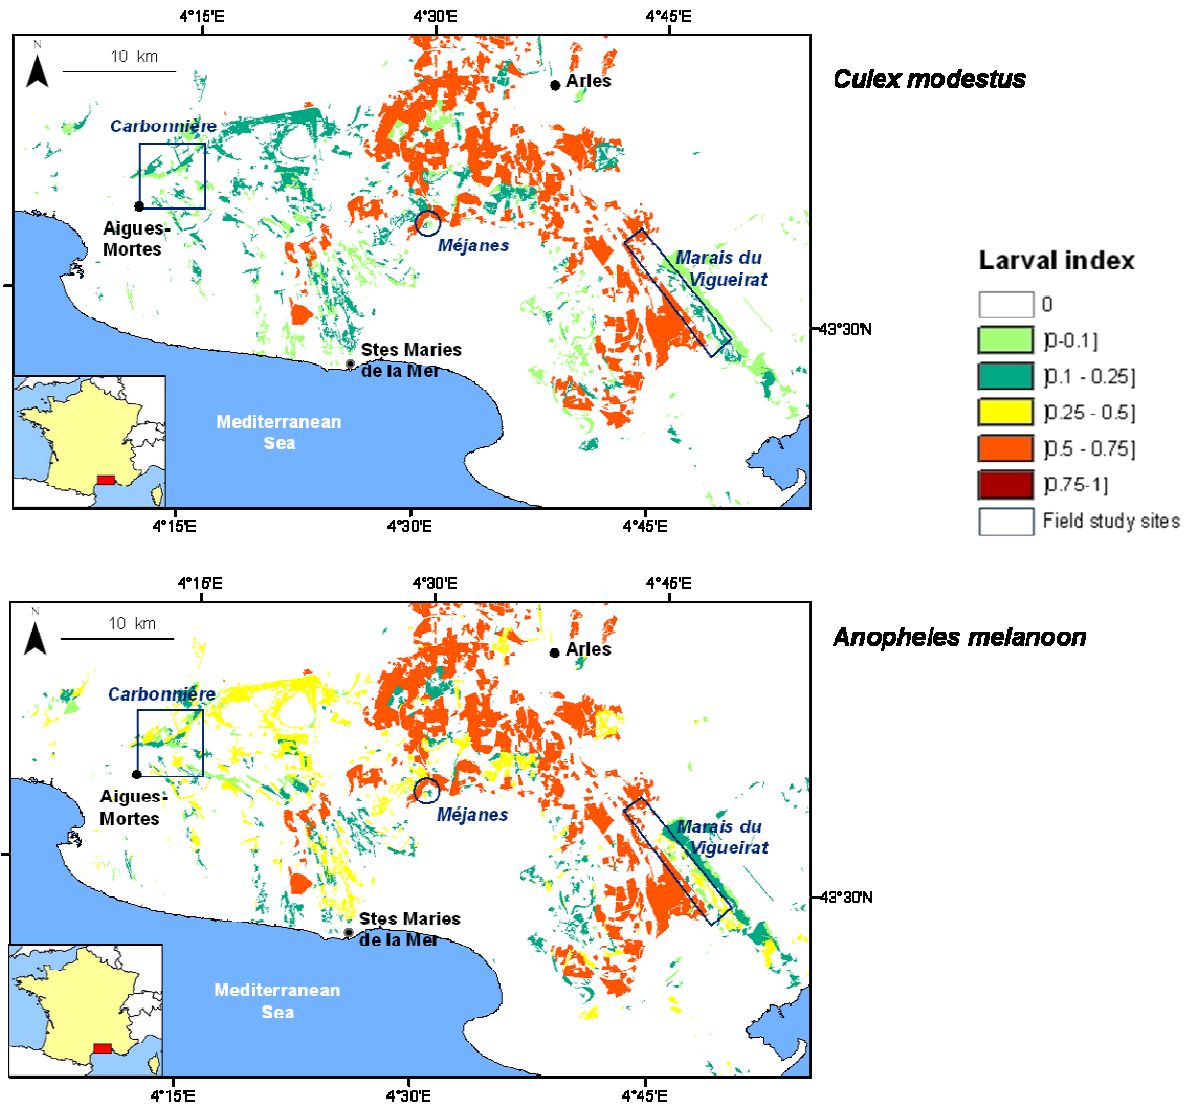 4°15'E 4°30'E 4°45'E
N
10 km
Arles
Culex modestus
Carbonnière
Aigues-
Mortes
Méjanes
Marais du
Vigueirat
Larval index
0
]0-0.1]
]0.1 - 0.25]
]0.25 - 0.5]
]0.5 - 0.75]
]0.75-1]
Field study sites
43°30'N
Stes Maries
de la Mer
Mediterranean
Sea
4°15'E 4°30'E 4°45'E
4°15'E 4°30'E 4°45'E
N
10 km
Arles
Anopheles melanoon
Carbonnière
Aigues-
Mortes
Méjanes
Marais du
Vigueirat
43°30'N
Stes Maries
de la Mer
Mediterranean
Sea
4°15'E 4°30'E 4°45'E